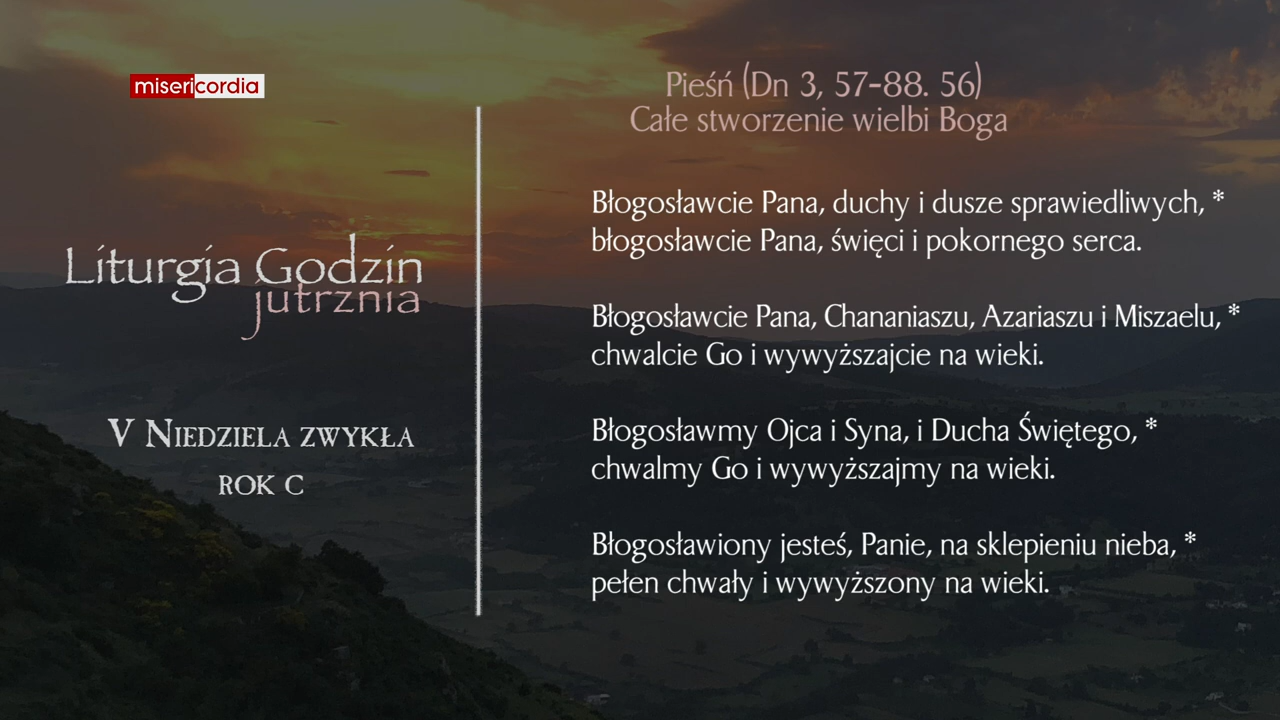 misericordia
Liturgia Godzin
jutrznia
V Niedziela zwykła
rok C
Pieśń (Dn 3, 57-88. 56)
Całe stworzenie wielbi Boga
Błogosławcie Pana, duchy i dusze sprawiedliwych, *
błogosławcie Pana, święci i pokornego serca.
Błogosławcie Pana, Chananiaszu, Azariaszu i Miszaelu, *
chwalcie Go i wywyższajcie na wieki.
Błogosławmy Ojca i Syna, i Ducha Świętego, *
chwalmy Go i wywyższajmy na wieki.
Błogosławiony jesteś, Panie, na sklepieniu nieba, *
pełen chwały i wywyższony na wieki.